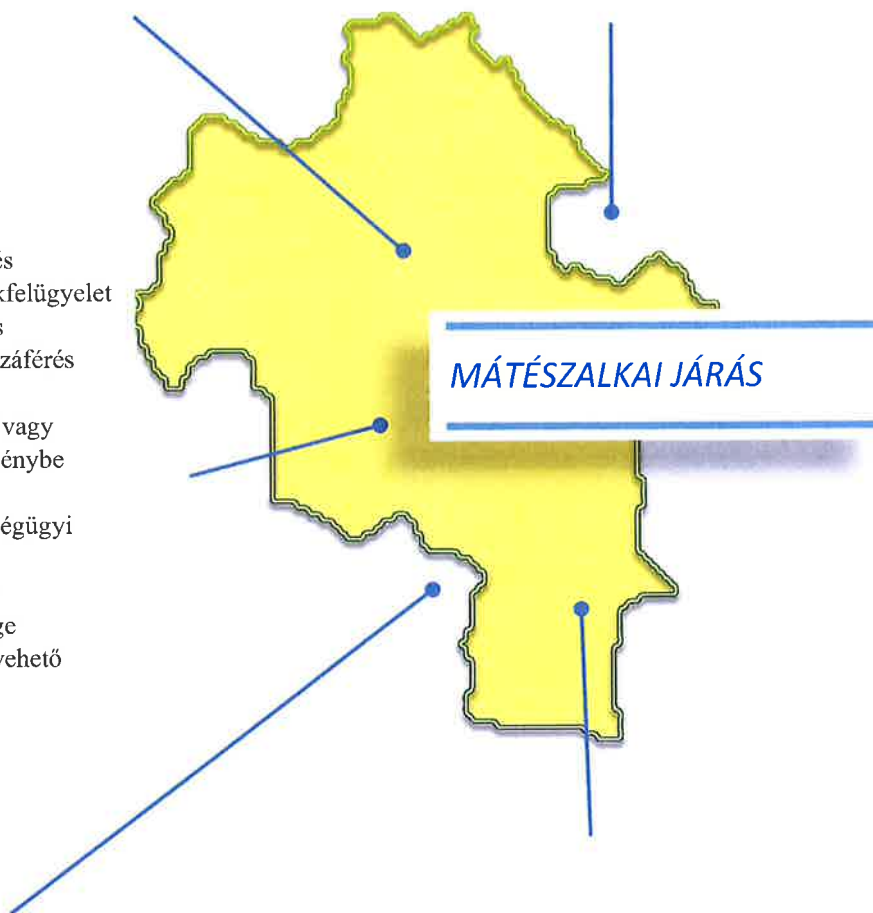 és
kfelügyelet
s
záférés
vagy
énybe
égügyi
ge
vehető
MÁTÉSZALKAI JÁRÁS